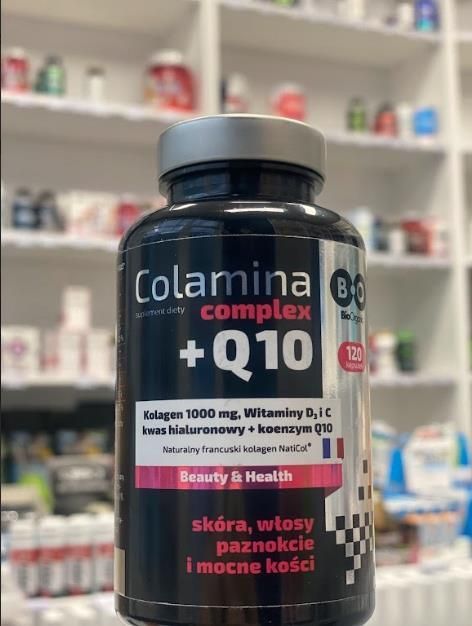 Colamina
suplement diety
complex
+Q10
B·O
BioOrganic
120
kapsułek
Kolagen 1000 mg, Witaminy D₃ i C
kwas hialuronowy + koenzym Q10
Naturalny francuski kolagen NatiCol®
Beauty & Health
skóra, włosy
paznokcie
i mocne kości